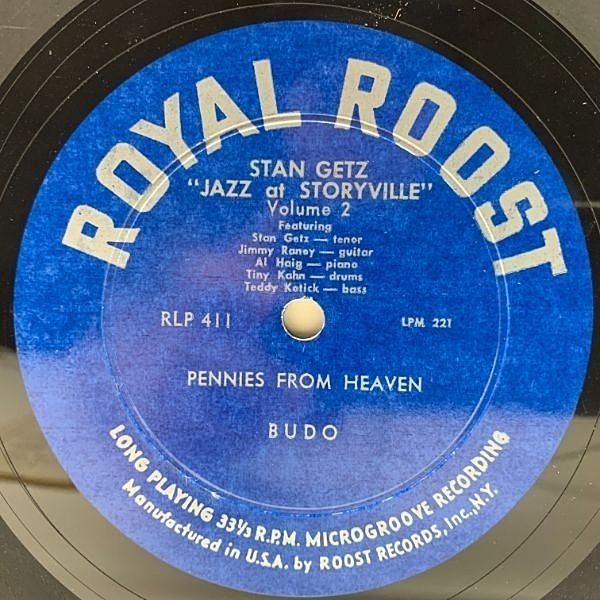 ROYAL ROOST
STAN GETZ
"JAZZ at STORYVILLE"
Volume 2
Featuring
Stan Getz — tenor
Jimmy Raney — guitar
Al Haig — piano
Tiny Kahn — drums
Teddy Kotick — bass
RLP 411
LPM 221
PENNIES FROM HEAVEN
BUDO
LONG PLAYING 33⅓ R.P.M. MICROGROOVE RECORDING
Manufactured in U.S.A. by ROOST RECORDS, Inc., N.Y.